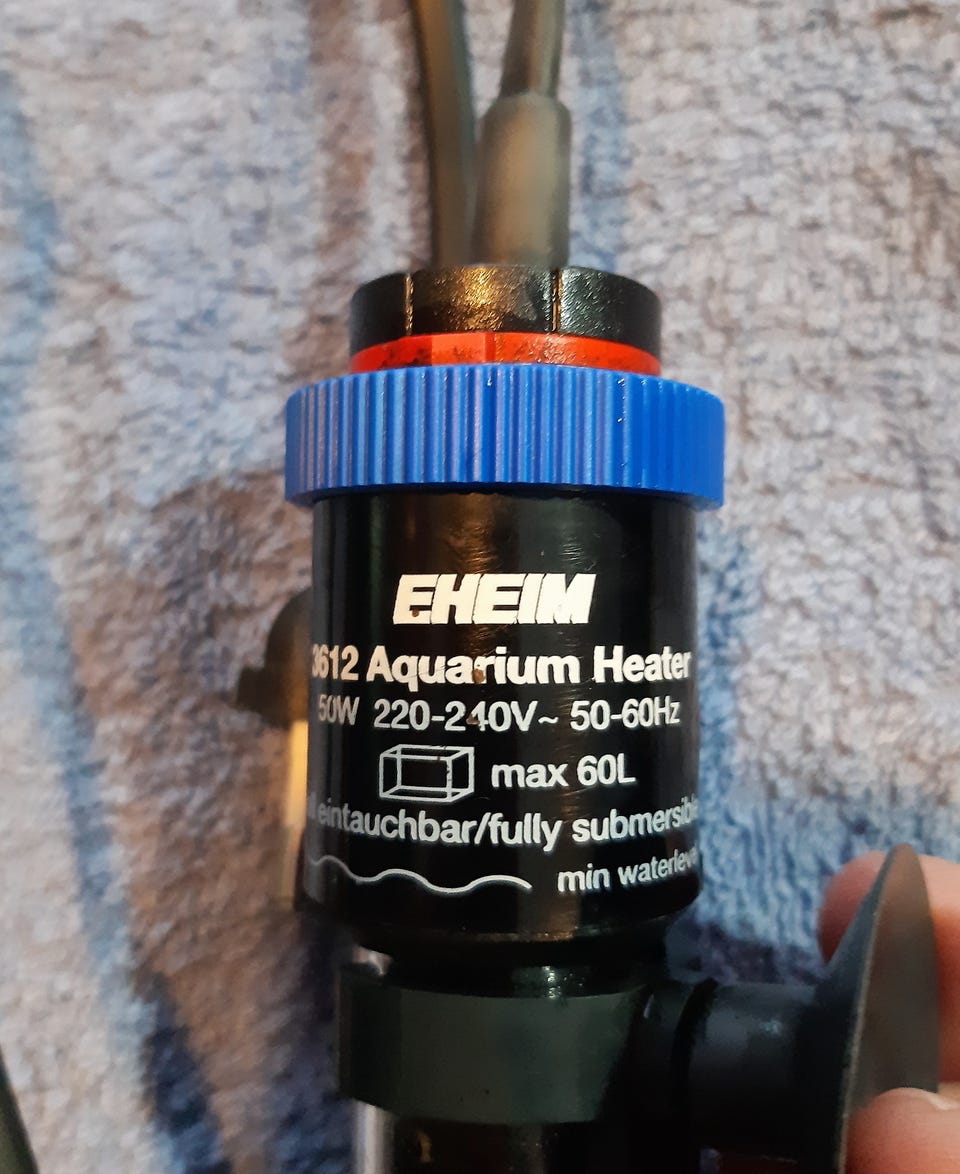 EHEIM
3612 Aquarium Heater
50W 220-240V~ 50-60Hz
max 60L
eintauchbar/fully submersible
min waterlevel